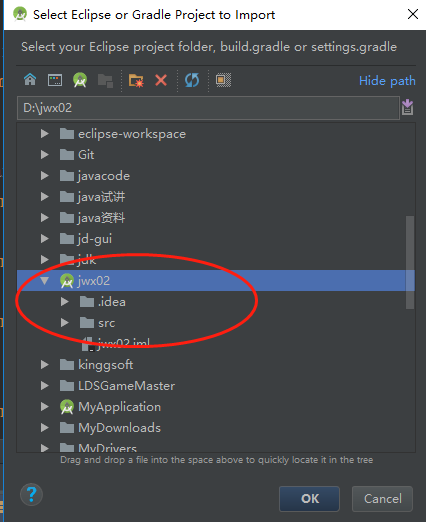 Select Eclipse or Gradle Project to Import
Select your Eclipse project folder, build.gradle or settings.gradle
Hide path
D:\jwx02
eclipse-workspace
Git
javacode
java试讲
java资料
jd-gui
jdk
jwx02
.idea
src
jwx02.iml
kinggsoft
LDSGameMaster
MyApplication
MyDownloads
MyDrivers
Drag and drop a file into the space above to quickly locate it in the tree
?
OK
Cancel